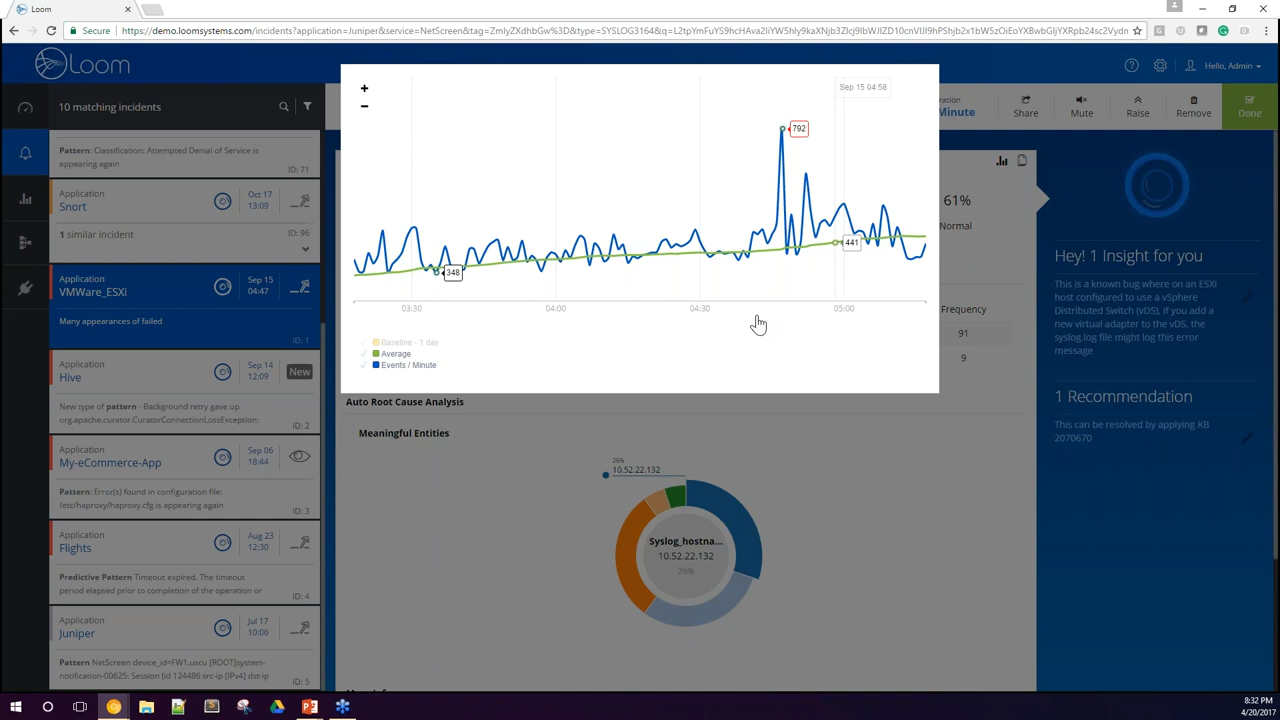 Loom
Secure
https://demo.loomsystems.com/incidents?application=Juniper&service=NetScreen&tag=ZmlyZXdhbGw%3D&type=SYSLOG3164&q=
Loom
Hello, Admin
10 matching incidents
Pattern: Classification: Attempted Denial of Service is
appearing again
ID: 71
Application
Snort
Oct 17
13:09
1 similar incident
ID: 96
Application
VMWare_ESXi
Sep 15
04:47
Many appearances of failed
ID: 1
Application
Hive
Sep 14
12:09
New
New type of pattern - Background retry gave up
org.apache.curator.CuratorConnectionLossException:
ID: 2
Application
My-eCommerce-App
Sep 06
18:44
Pattern: Error(s) found in configuration file:
/etc/haproxy/haproxy.cfg is appearing again
ID: 3
Application
Flights
Aug 23
12:30
Predictive Pattern Timeout expired. The timeout
period elapsed prior to completion of the operation or
ID: 4
Application
Juniper
Jul 17
10:06
Pattern NetScreen device_id=FW1.uscu [ROOT]system-
notification-00625: Session (id 124486 src-ip [IPv4] dst-ip
ID: 5
+
−
Sep 15 04:58
792
441
348
03:30
04:00
04:30
05:00
Baseline - 1 day
Average
Events / Minute
ration
Minute
Share
Mute
Raise
Remove
Done
61%
Normal
Frequency
91
9
Auto Root Cause Analysis
Meaningful Entities
26%
10.52.22.132
Syslog_hostna...
10.52.22.132
26%
Hey! 1 Insight for you
This is a known bug where on an ESXi
host configured to use a vSphere
Distributed Switch (vDS), if you add a
new virtual adapter to the vDS, the
syslog.log file might log this error
message
1 Recommendation
This can be resolved by applying KB
2070670
8:32 PM
4/20/2017